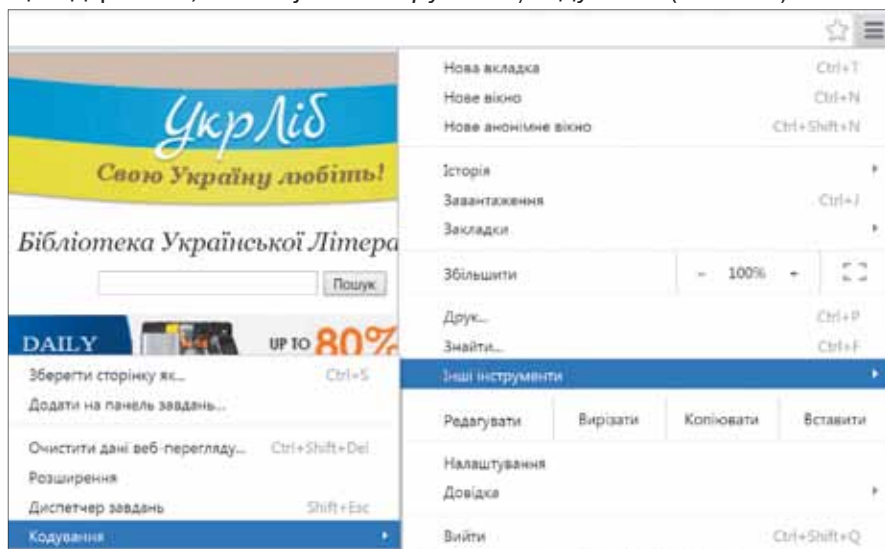 Нова вкладка Ctrl+T
Нове вікно Ctrl+N
Нове анонімне вікно Ctrl+Shift+N
УкрЛіб
Свою Україну любіть!
Історія
Завантаження Ctrl+J
Закладки
Бібліотека Української Літера
Пошук
Збільшити - 100% +
Друк... Ctrl+P
Знайти... Ctrl+F
DAILY UP TO 80%
Інші інструменти
Зберегти сторінку як... Ctrl+S
Додати на панель завдань...
Редагувати Вирізати Копіювати Вставити
Очистити дані веб-перегляду... Ctrl+Shift+Del
Розширення
Диспетчер завдань Shift+Esc
Кодування
Налаштування
Довідка
Вийти Ctrl+Shift+Q